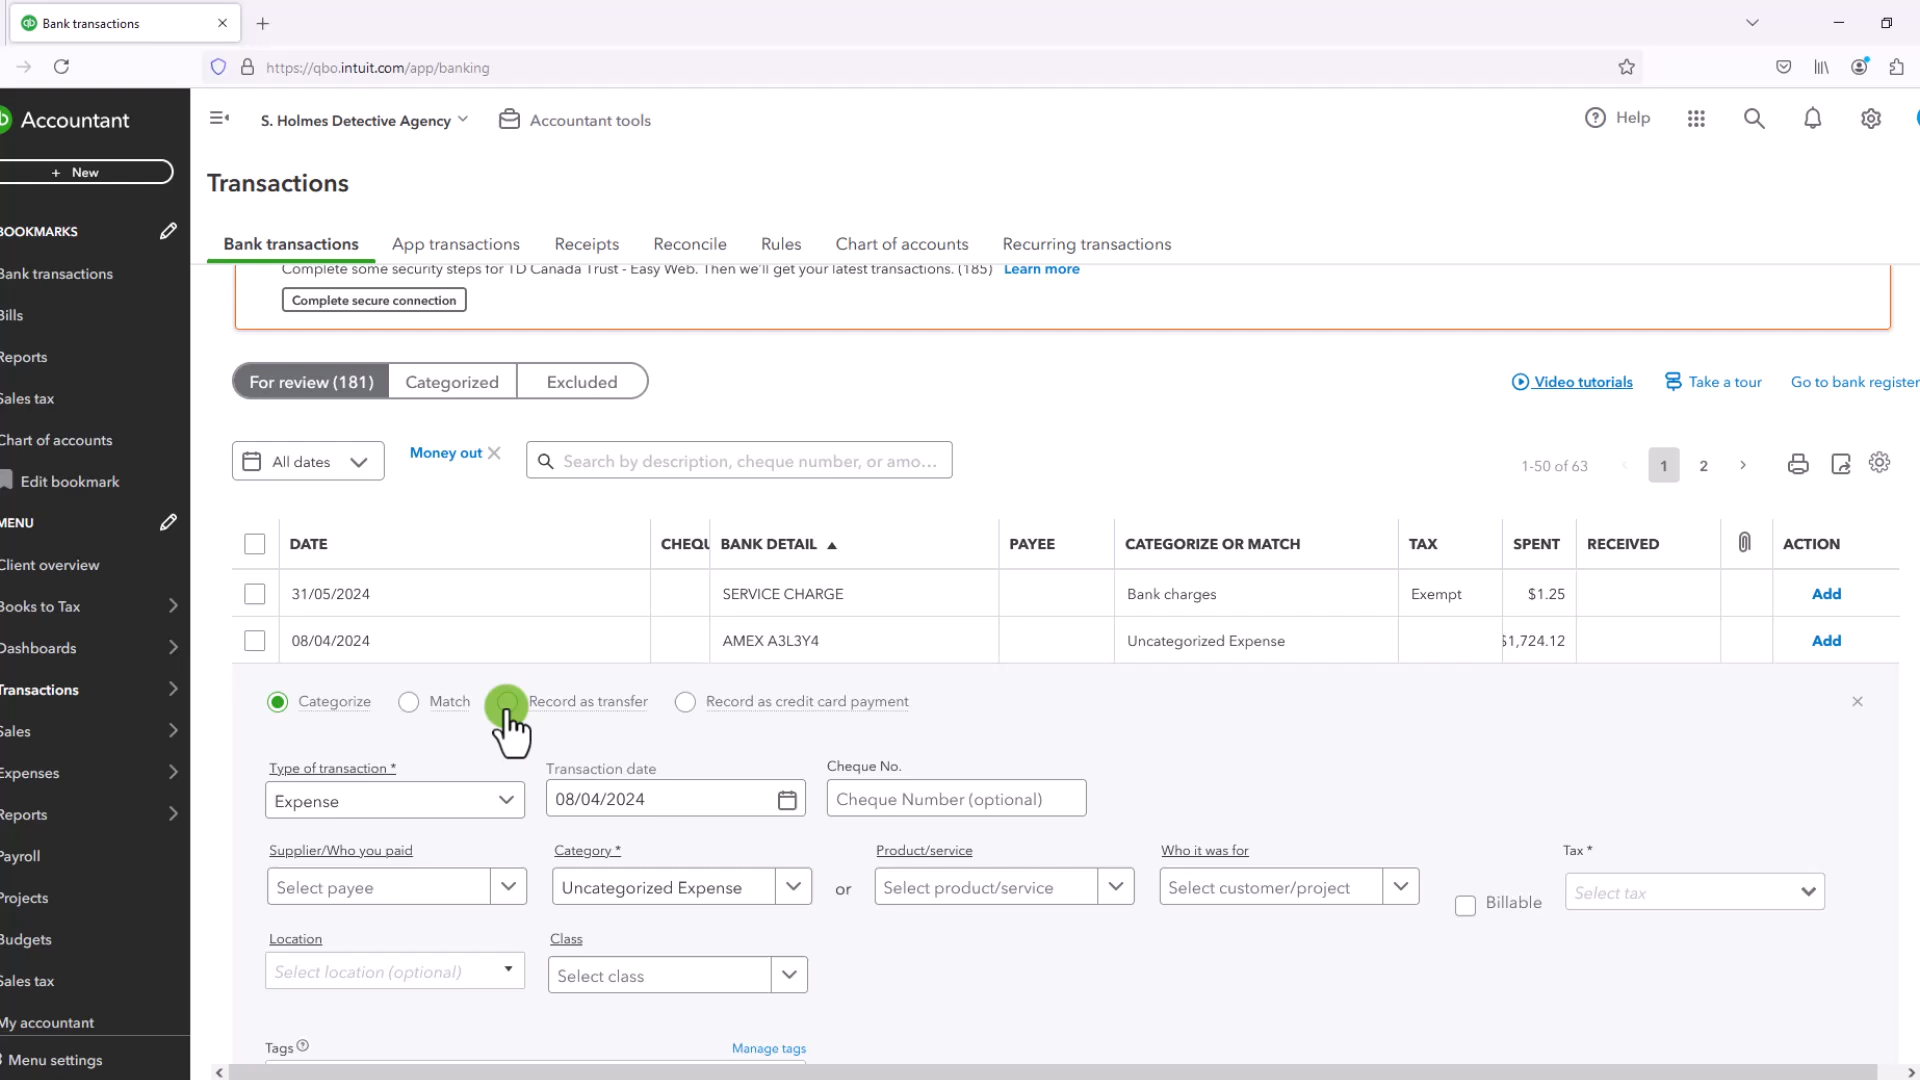 Bank transactions
https://qbo.intuit.com/app/banking
Accountant
S. Holmes Detective Agency
Accountant tools
Help
+ New
Transactions
BOOKMARKS
Bank transactions
Bills
Reports
Sales tax
Chart of accounts
Edit bookmark
MENU
Client overview
Books to Tax
Dashboards
Transactions
Sales
Expenses
Reports
Payroll
Projects
Budgets
Sales tax
My accountant
Menu settings
Bank transactions App transactions Receipts Reconcile Rules Chart of accounts Recurring transactions
Complete some security steps for TD Canada Trust - Easy Web. Then we'll get your latest transactions. (185) Learn more
Complete secure connection
For review (181) Categorized Excluded
Video tutorials Take a tour Go to bank register
All dates Money out Search by description, cheque number, or amo...
1-50 of 63 1 2
DATE CHEQU BANK DETAIL PAYEE CATEGORIZE OR MATCH TAX SPENT RECEIVED ACTION
31/05/2024 SERVICE CHARGE Bank charges Exempt $1.25 Add
08/04/2024 AMEX A3L3Y4 Uncategorized Expense $1,724.12 Add
Categorize Match Record as transfer Record as credit card payment
Type of transaction * Transaction date Cheque No.
Expense 08/04/2024 Cheque Number (optional)
Supplier/Who you paid Category * Product/service Who it was for Tax *
Select payee Uncategorized Expense or Select product/service Select customer/project Billable Select tax
Location Class
Select location (optional) Select class
Tags Manage tags